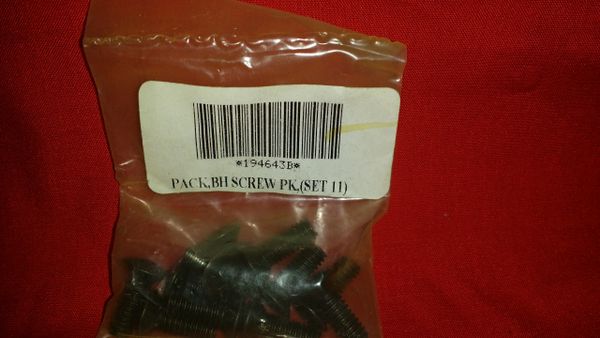 *194643B*
PACK,BH SCREW PK,(SET 11)